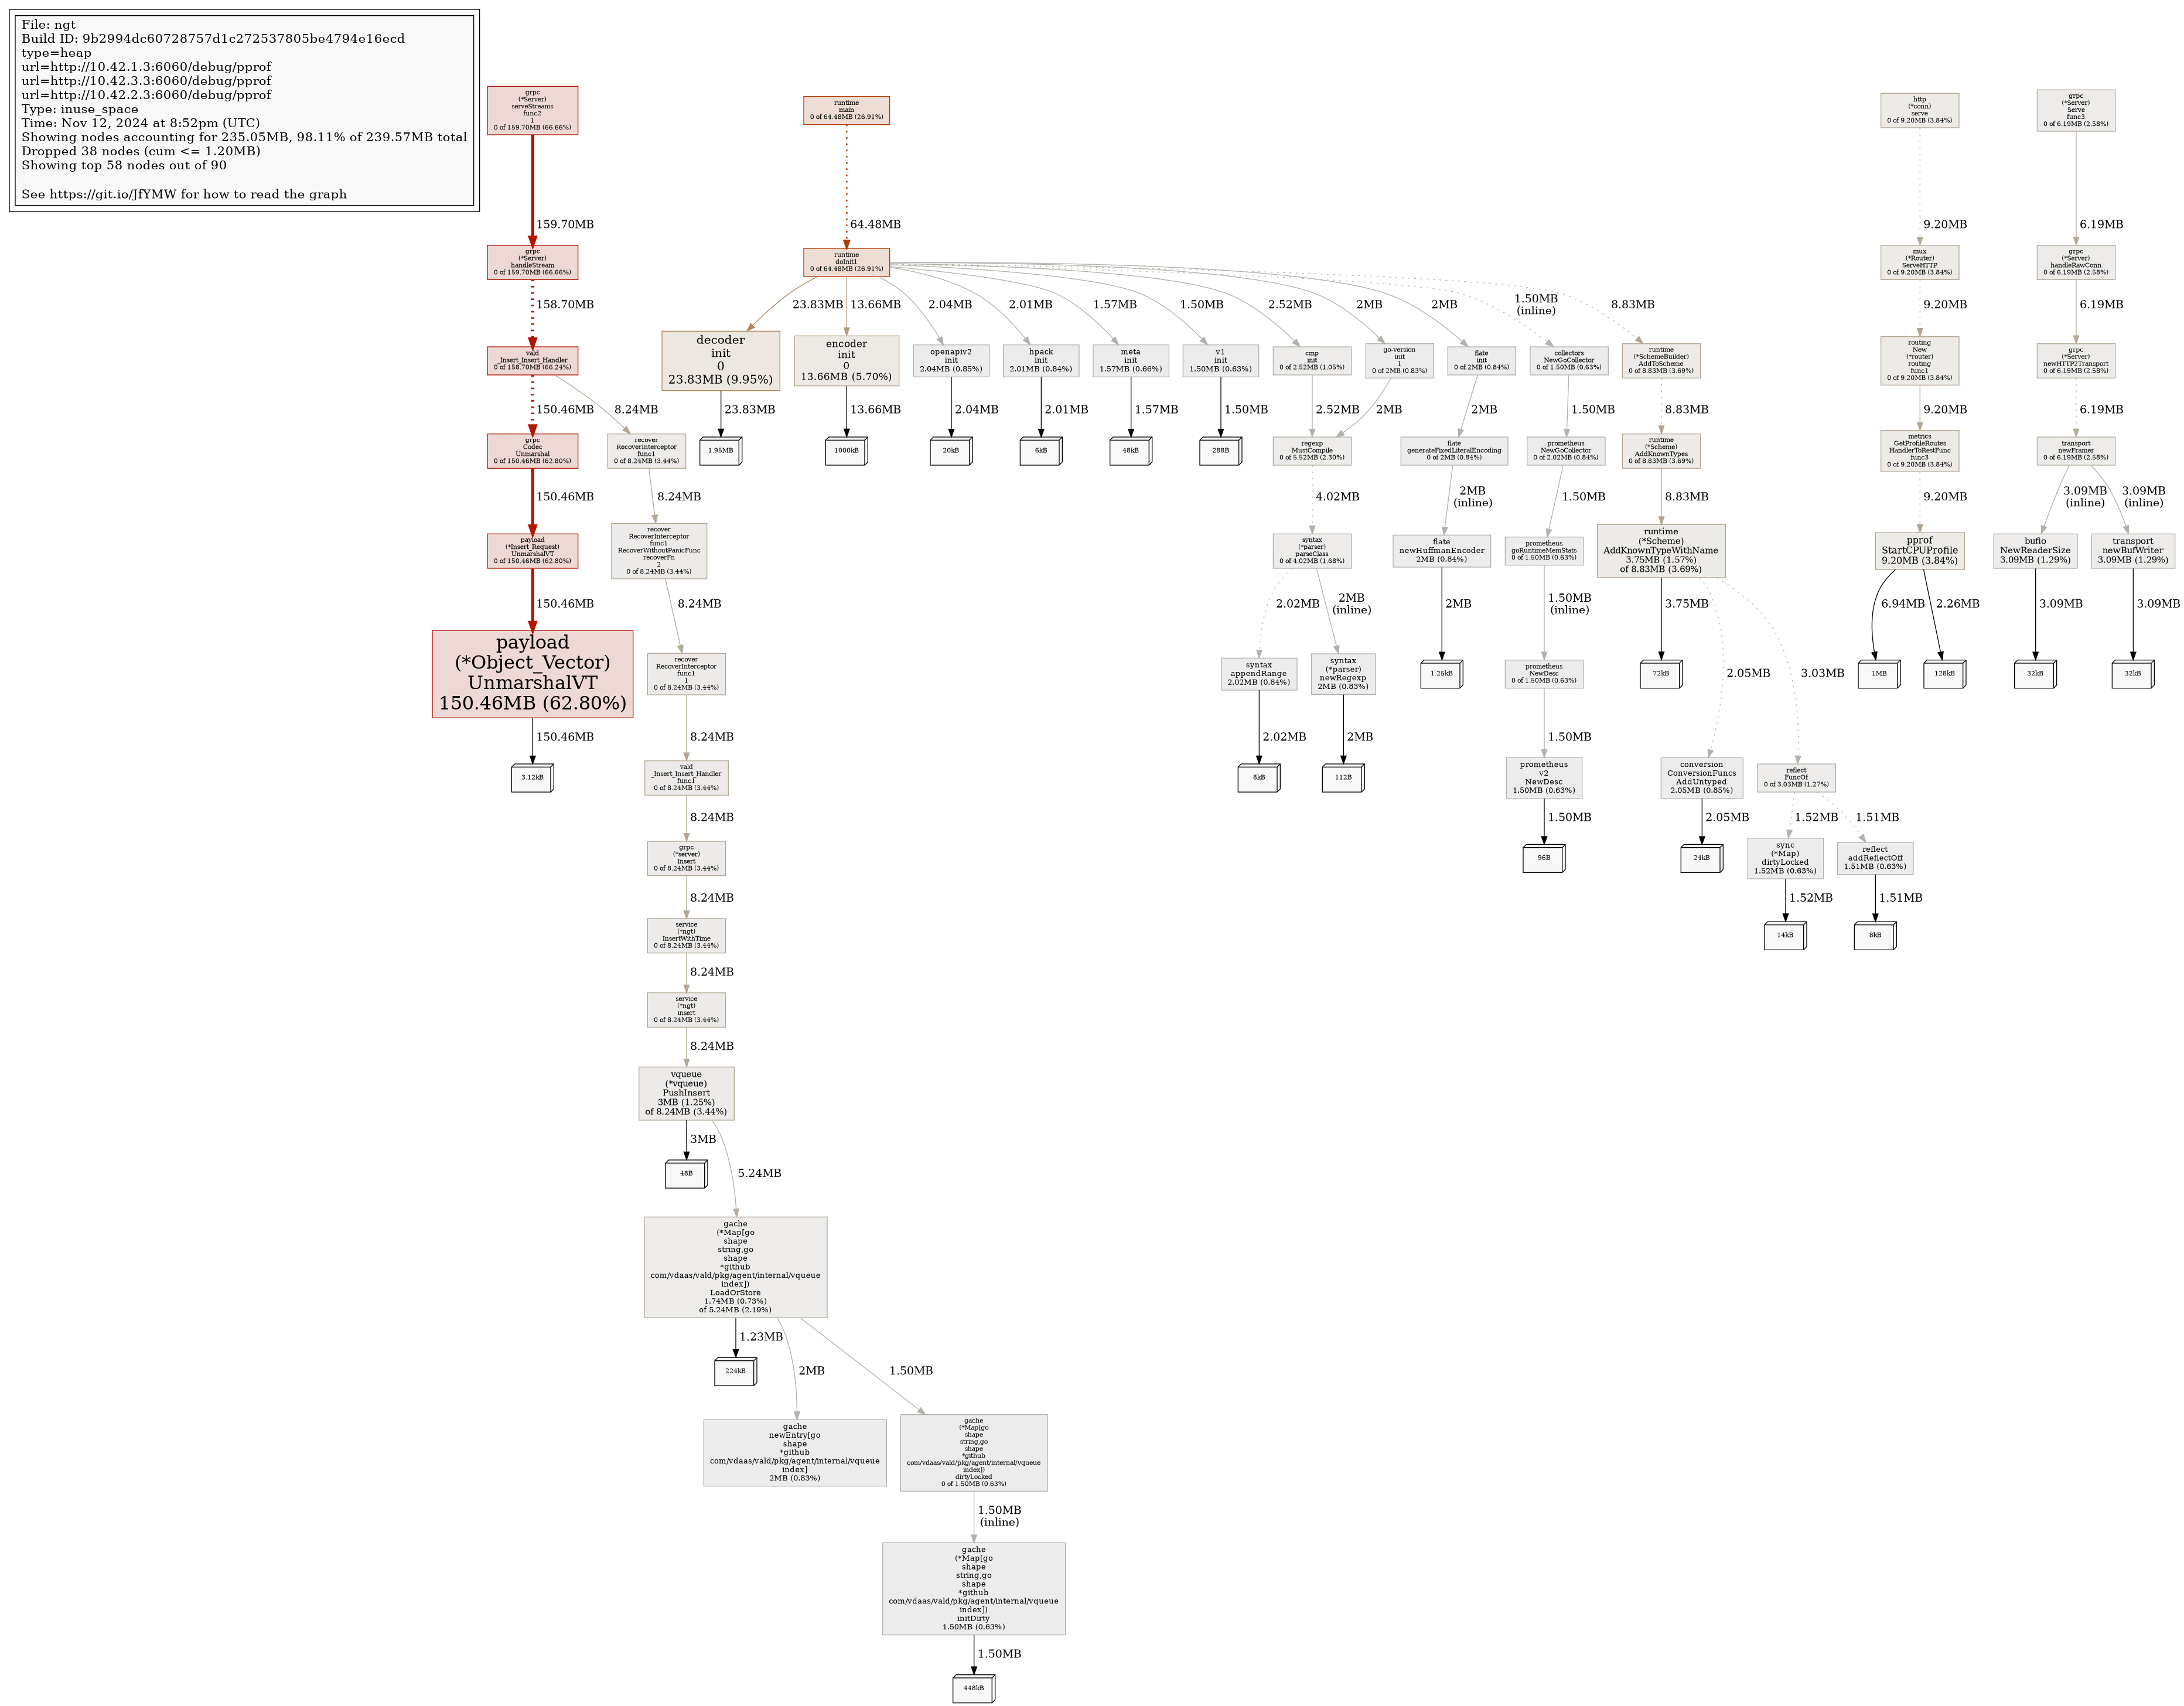 File: ngt
Build ID: 9b2994dc60728757d1c272537805be4794e16ecd
type=heap
url=http://10.42.1.3:6060/debug/pprof
url=http://10.42.3.3:6060/debug/pprof
url=http://10.42.2.3:6060/debug/pprof
Type: inuse_space
Time: Nov 12, 2024 at 8:52pm (UTC)
Showing nodes accounting for 235.05MB, 98.11% of 239.57MB total
Dropped 38 nodes (cum <= 1.20MB)
Showing top 58 nodes out of 90
See https://git.io/JfYMW for how to read the graph
grpc
(*Server)
serveStreams
func2
1
0 of 159.70MB (66.66%)
159.70MB
grpc
(*Server)
handleStream
0 of 159.70MB (66.66%)
158.70MB
vald
_Insert_Insert_Handler
0 of 158.70MB (66.24%)
150.46MB
8.24MB
grpc
Codec
Unmarshal
0 of 150.46MB (62.80%)
150.46MB
payload
(*Insert_Request)
UnmarshalVT
0 of 150.46MB (62.80%)
150.46MB
payload
(*Object_Vector)
UnmarshalVT
150.46MB (62.80%)
150.46MB
3.12kB
recover
RecoverInterceptor
func1
0 of 8.24MB (3.44%)
8.24MB
recover
RecoverInterceptor
func1
RecoverWithoutPanicFunc
recoverFn
2
0 of 8.24MB (3.44%)
8.24MB
recover
RecoverInterceptor
func1
1
0 of 8.24MB (3.44%)
8.24MB
vald
_Insert_Insert_Handler
func1
0 of 8.24MB (3.44%)
8.24MB
grpc
(*server)
Insert
0 of 8.24MB (3.44%)
8.24MB
service
(*ngt)
InsertWithTime
0 of 8.24MB (3.44%)
8.24MB
service
(*ngt)
insert
0 of 8.24MB (3.44%)
8.24MB
vqueue
(*vqueue)
PushInsert
3MB (1.25%)
of 8.24MB (3.44%)
3MB
48B
5.24MB
gache
(*Map[go
shape
string,go
shape
*github
com/vdaas/vald/pkg/agent/internal/vqueue
index])
LoadOrStore
1.74MB (0.73%)
of 5.24MB (2.19%)
1.23MB
224kB
2MB
1.50MB
gache
newEntry[go
shape
*github
com/vdaas/vald/pkg/agent/internal/vqueue
index]
2MB (0.83%)
gache
(*Map[go
shape
string,go
shape
*github
com/vdaas/vald/pkg/agent/internal/vqueue
index])
dirtyLocked
0 of 1.50MB (0.63%)
1.50MB
(inline)
gache
(*Map[go
shape
string,go
shape
*github
com/vdaas/vald/pkg/agent/internal/vqueue
index])
initDirty
1.50MB (0.63%)
1.50MB
448kB
runtime
main
0 of 64.48MB (26.91%)
64.48MB
runtime
doInit1
0 of 64.48MB (26.91%)
23.83MB
13.66MB
2.04MB
2.01MB
1.57MB
1.50MB
2.52MB
2MB
2MB
1.50MB
(inline)
8.83MB
decoder
init
0
23.83MB (9.95%)
23.83MB
1.95MB
encoder
init
0
13.66MB (5.70%)
13.66MB
1000kB
openapiv2
init
2.04MB (0.85%)
2.04MB
20kB
hpack
init
2.01MB (0.84%)
2.01MB
6kB
meta
init
1.57MB (0.66%)
1.57MB
48kB
v1
init
1.50MB (0.63%)
1.50MB
288B
cmp
init
0 of 2.52MB (1.05%)
2.52MB
go-version
init
1
0 of 2MB (0.83%)
2MB
regexp
MustCompile
0 of 5.52MB (2.30%)
4.02MB
syntax
(*parser)
parseClass
0 of 4.02MB (1.68%)
2.02MB
2MB
(inline)
syntax
appendRange
2.02MB (0.84%)
2.02MB
8kB
syntax
(*parser)
newRegexp
2MB (0.83%)
2MB
112B
flate
init
0 of 2MB (0.84%)
2MB
flate
generateFixedLiteralEncoding
0 of 2MB (0.84%)
2MB
(inline)
flate
newHuffmanEncoder
2MB (0.84%)
2MB
1.25kB
collectors
NewGoCollector
0 of 1.50MB (0.63%)
1.50MB
prometheus
NewGoCollector
0 of 2.02MB (0.84%)
1.50MB
prometheus
goRuntimeMemStats
0 of 1.50MB (0.63%)
1.50MB
(inline)
prometheus
NewDesc
0 of 1.50MB (0.63%)
1.50MB
prometheus
v2
NewDesc
1.50MB (0.63%)
1.50MB
96B
runtime
(*SchemeBuilder)
AddToScheme
0 of 8.83MB (3.69%)
8.83MB
runtime
(*Scheme)
AddKnownTypes
0 of 8.83MB (3.69%)
8.83MB
runtime
(*Scheme)
AddKnownTypeWithName
3.75MB (1.57%)
of 8.83MB (3.69%)
3.75MB
72kB
2.05MB
3.03MB
conversion
ConversionFuncs
AddUntyped
2.05MB (0.85%)
2.05MB
24kB
reflect
FuncOf
0 of 3.03MB (1.27%)
1.52MB
1.51MB
sync
(*Map)
dirtyLocked
1.52MB (0.63%)
1.52MB
14kB
reflect
addReflectOff
1.51MB (0.63%)
1.51MB
8kB
http
(*conn)
serve
0 of 9.20MB (3.84%)
9.20MB
mux
(*Router)
ServeHTTP
0 of 9.20MB (3.84%)
9.20MB
routing
New
(*router)
routing
func1
0 of 9.20MB (3.84%)
9.20MB
metrics
GetProfileRoutes
HandlerToRestFunc
func3
0 of 9.20MB (3.84%)
9.20MB
pprof
StartCPUProfile
9.20MB (3.84%)
6.94MB
2.26MB
1MB
128kB
grpc
(*Server)
Serve
func3
0 of 6.19MB (2.58%)
6.19MB
grpc
(*Server)
handleRawConn
0 of 6.19MB (2.58%)
6.19MB
grpc
(*Server)
newHTTP2Transport
0 of 6.19MB (2.58%)
6.19MB
transport
newFramer
0 of 6.19MB (2.58%)
3.09MB
(inline)
3.09MB
(inline)
bufio
NewReaderSize
3.09MB (1.29%)
3.09MB
32kB
transport
newBufWriter
3.09MB (1.29%)
3.09MB
32kB